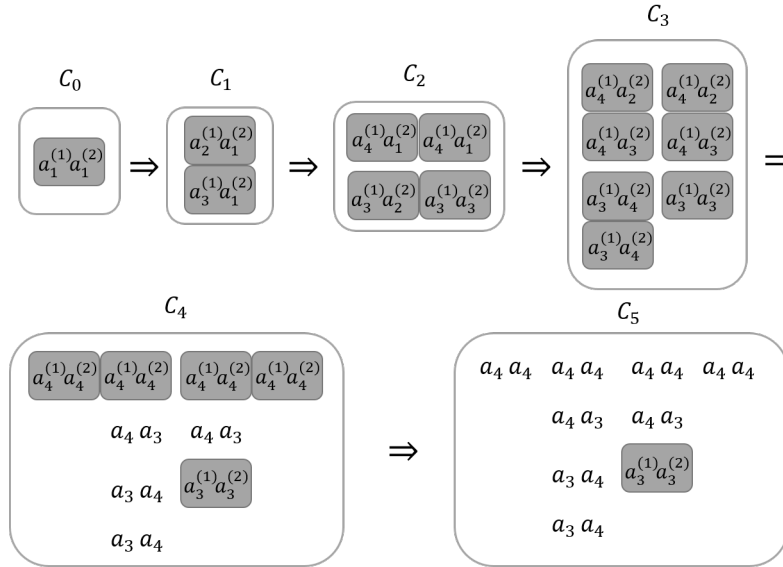 C₀ C₁ C₂ C₃
a₁⁽¹⁾a₁⁽²⁾ ⇒ a₂⁽¹⁾a₁⁽²⁾ ⇒ a₄⁽¹⁾a₁⁽²⁾ a₄⁽¹⁾a₁⁽²⁾ ⇒ a₄⁽¹⁾a₂⁽²⁾ a₄⁽¹⁾a₂⁽²⁾ =
a₃⁽¹⁾a₁⁽²⁾ a₃⁽¹⁾a₂⁽²⁾ a₃⁽¹⁾a₃⁽²⁾ a₄⁽¹⁾a₃⁽²⁾ a₄⁽¹⁾a₃⁽²⁾
a₃⁽¹⁾a₄⁽²⁾ a₃⁽¹⁾a₃⁽²⁾
a₃⁽¹⁾a₄⁽²⁾
C₄ C₅
a₄⁽¹⁾a₄⁽²⁾ a₄⁽¹⁾a₄⁽²⁾ a₄⁽¹⁾a₄⁽²⁾ a₄⁽¹⁾a₄⁽²⁾ ⇒ a₄ a₄ a₄ a₄ a₄ a₄ a₄ a₄
a₄ a₃ a₄ a₃ a₄ a₃ a₄ a₃
a₃ a₄ a₃⁽¹⁾a₃⁽²⁾ a₃ a₄ a₃⁽¹⁾a₃⁽²⁾
a₃ a₄ a₃ a₄